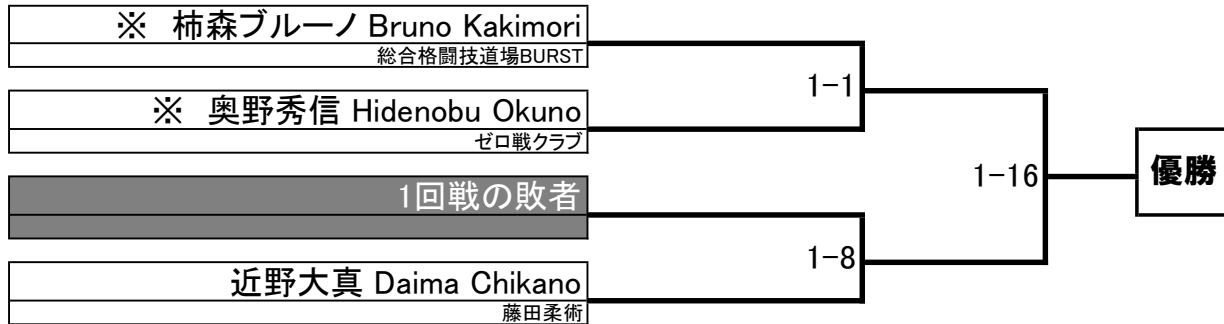 ※ 柿森ブルーノ Bruno Kakimori
総合格闘技道場BURST
1-1
※ 奥野秀信 Hidenobu Okuno
ゼロ戦クラブ
1-16
優勝
1回戦の敗者
1-8
近野大真 Daima Chikano
藤田柔術